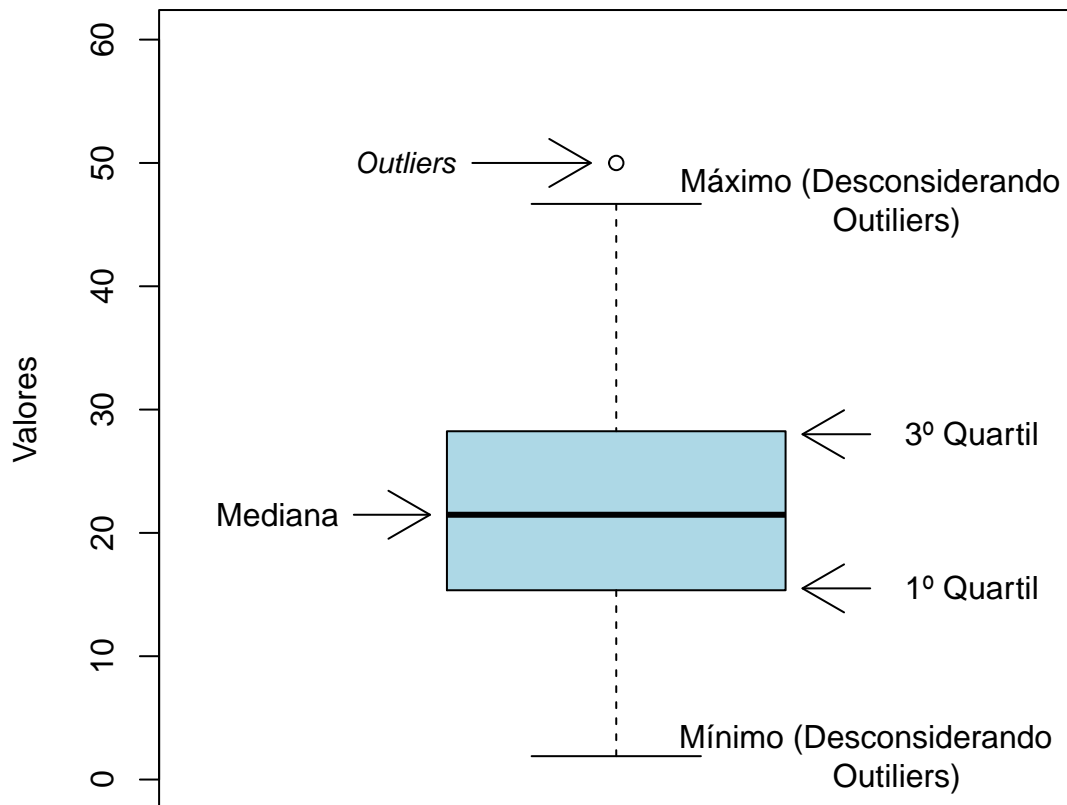 60
Outliers
50
Máximo (Desconsiderando
Outiliers)
40
Valores
30
3º Quartil
Mediana
20
1º Quartil
10
Mínimo (Desconsiderando
Outiliers)
0